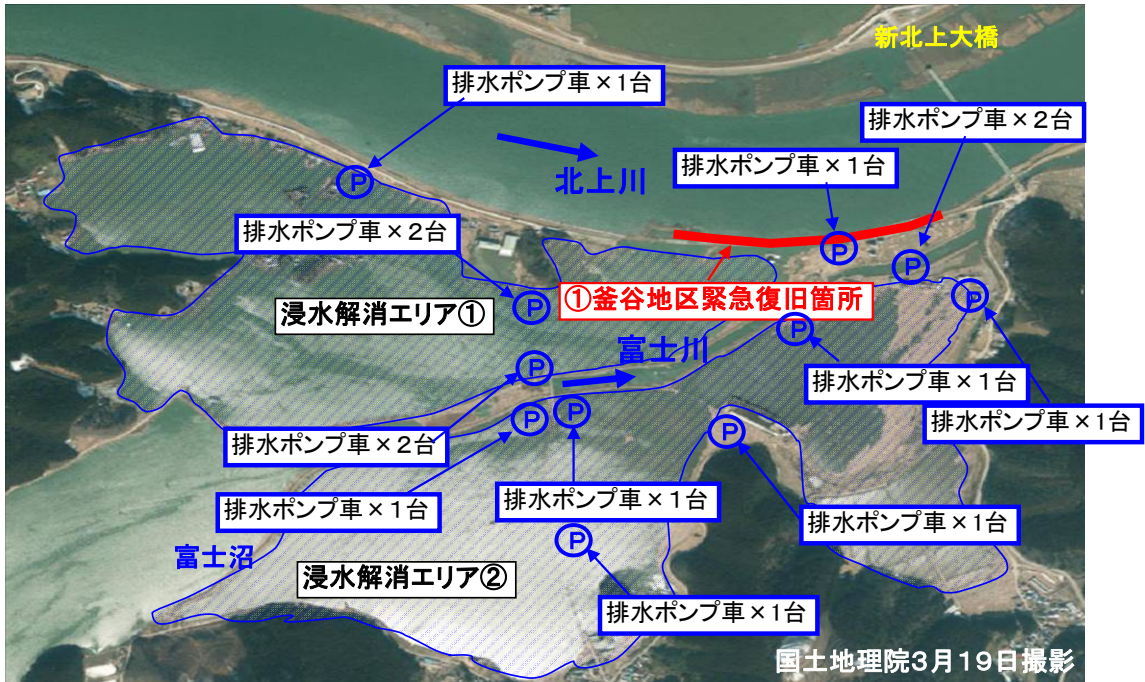 新北上大橋
排水ポンプ車×1台
排水ポンプ車×2台
北上川
排水ポンプ車×1台
P
排水ポンプ車×2台
P
P
P
①釜谷地区緊急復旧箇所
浸水解消エリア①
P
P
富士川
P
P
排水ポンプ車×1台
P
P
排水ポンプ車×1台
P
排水ポンプ車×2台
排水ポンプ車×1台
排水ポンプ車×1台
排水ポンプ車×1台
P
富士沼
浸水解消エリア②
排水ポンプ車×1台
国土地理院3月19日撮影